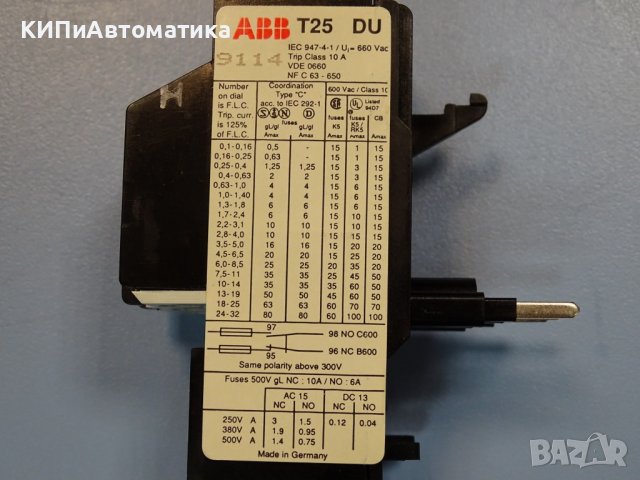 КИПиАвтоматика
ABB T25 DU
9114
IEC 947-4-1 / Ui = 660 Vac
Trip Class 10 A
VDE 0660
NF C 63 - 650
Number on dial is F.L.C. Trip. curr. is 125% of F.L.C.
Coordination Type "C" acc. to IEC 292-1
600 Vac / Class 10
Listed 94D7
fuses
gL/gl Amax
gL/gl Amax
fuses K5 Amax
fuses K5 / RK5 Amax
CB Amax
0,1-0,16 0,5 - 15 1 15
0,16-0,25 0,63 - 15 1 15
0,25-0,4 1,25 1,25 15 3 15
0,4-0,63 2 2 15 3 15
0,63-1,0 4 4 15 6 15
1,0-1,40 4 4 15 6 15
1,3-1,8 6 6 15 6 15
1,7-2,4 6 6 15 10 15
2,2-3,1 10 10 15 10 15
2,8-4,0 10 10 15 15 15
3,5-5,0 16 16 15 20 20
4,5-6,5 20 20 15 25 20
6,0-8,5 25 25 20 35 30
7,5-11 35 35 25 45 50
10-14 35 35 35 60 50
13-19 50 50 45 60 50
18-25 63 63 60 70 70
24-32 80 80 60 100 100
97
98 NO C600
96 NC B600
95
Same polarity above 300V
Fuses 500V gL NC : 10A / NO : 6A
AC 15 DC 13
NC NO NC NO
250V A 3 1.5 0.12 0.04
380V A 1.9 0.95
500V A 1.4 0.75
Made in Germany
BAZAR
bg